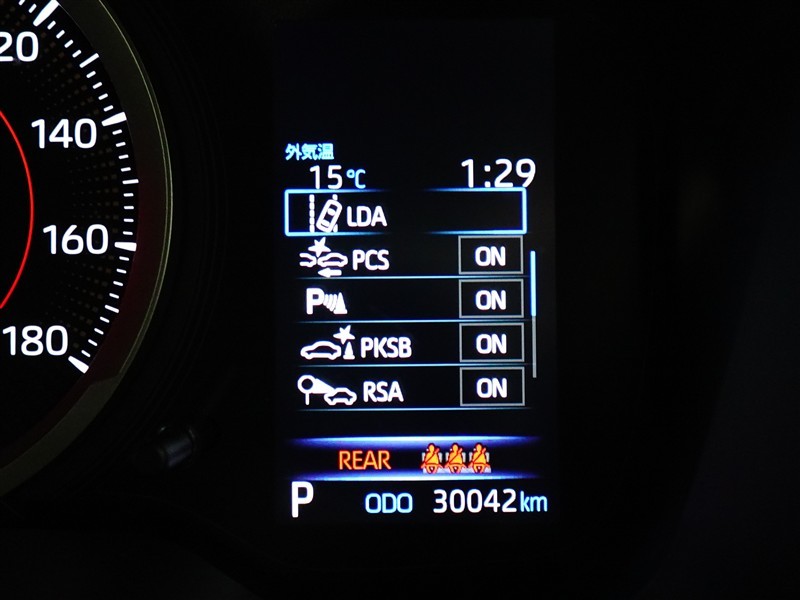 20
140
160
180
外気温
15℃ 1:29
LDA
PCS ON
P ON
PKSB ON
RSA ON
REAR
P ODO 30042km